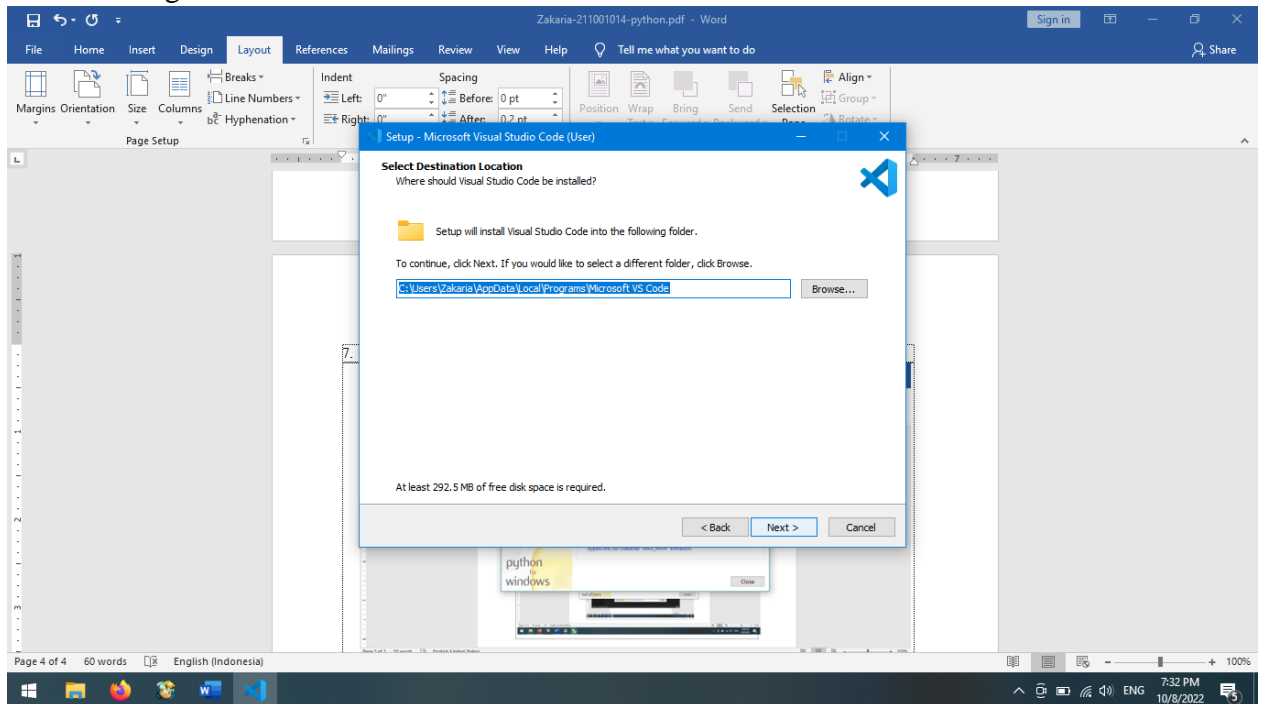 Zakaria-211001014-python.pdf - Word
Sign in
File Home Insert Design Layout References Mailings Review View Help Tell me what you want to do Share
Breaks Indent Spacing Align
Line Numbers Left: 0" Before: 0 pt Group
Margins Orientation Size Columns Position Wrap Bring Send Selection
Hyphenation Right: 0" After: 0.2 pt Rotate
Page Setup
Setup - Microsoft Visual Studio Code (User)
Select Destination Location
Where should Visual Studio Code be installed?
7
Setup will install Visual Studio Code into the following folder.
To continue, click Next. If you would like to select a different folder, click Browse.
C:\Users\Zakaria\AppData\Local\Programs\Microsoft VS Code
Browse...
7.
At least 292.5 MB of free disk space is required.
< Back Next > Cancel
python
for
windows
Close
Page 4 of 4 60 words English (Indonesia) 100%
ENG 7:32 PM
10/8/2022
5